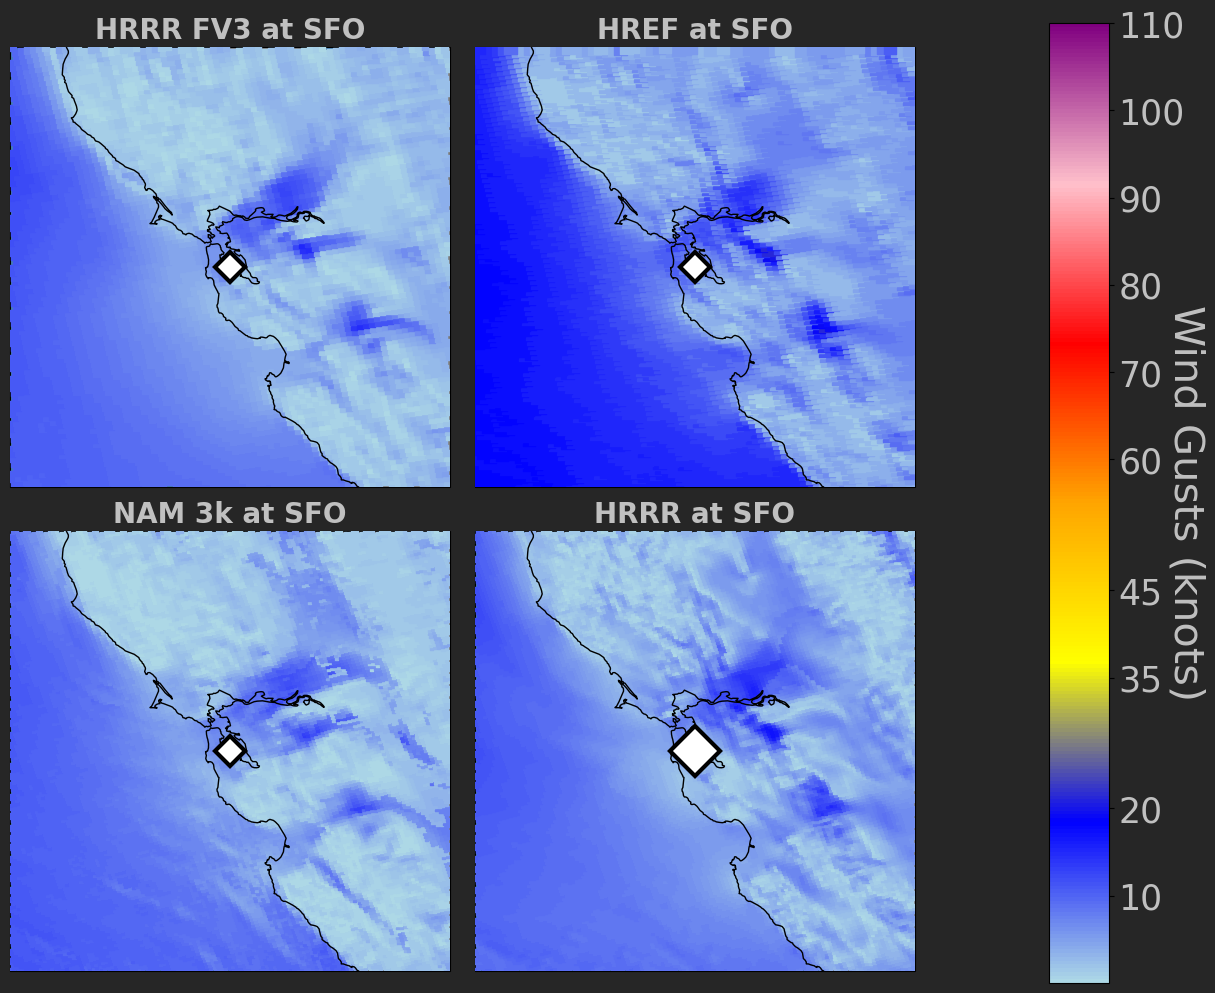 HRRR FV3 at SFO
HREF at SFO
NAM 3k at SFO
HRRR at SFO
110
100
90
80
70
60
45
35
20
10
Wind Gusts (knots)